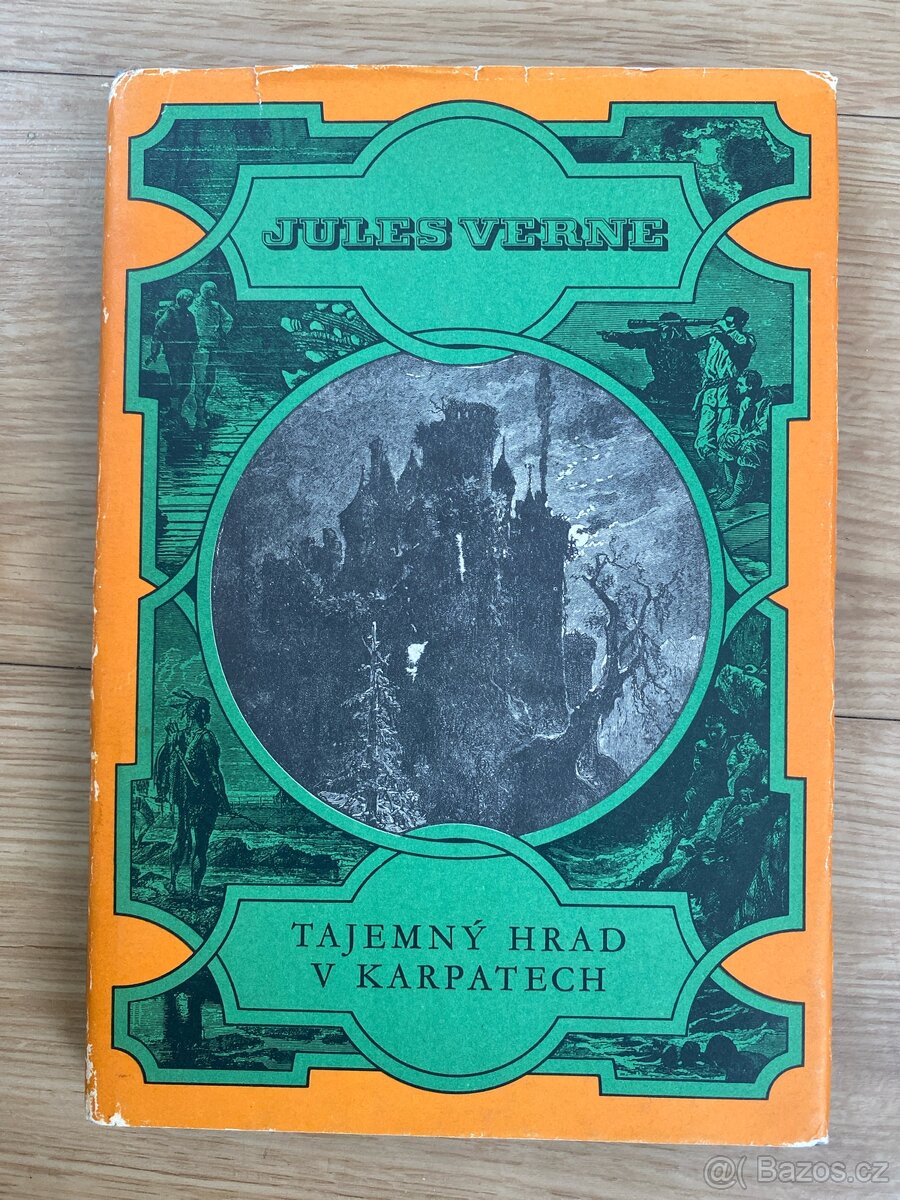 JULES VERNE
TAJEMNÝ HRAD
V KARPATECH
@( Bazos.cz